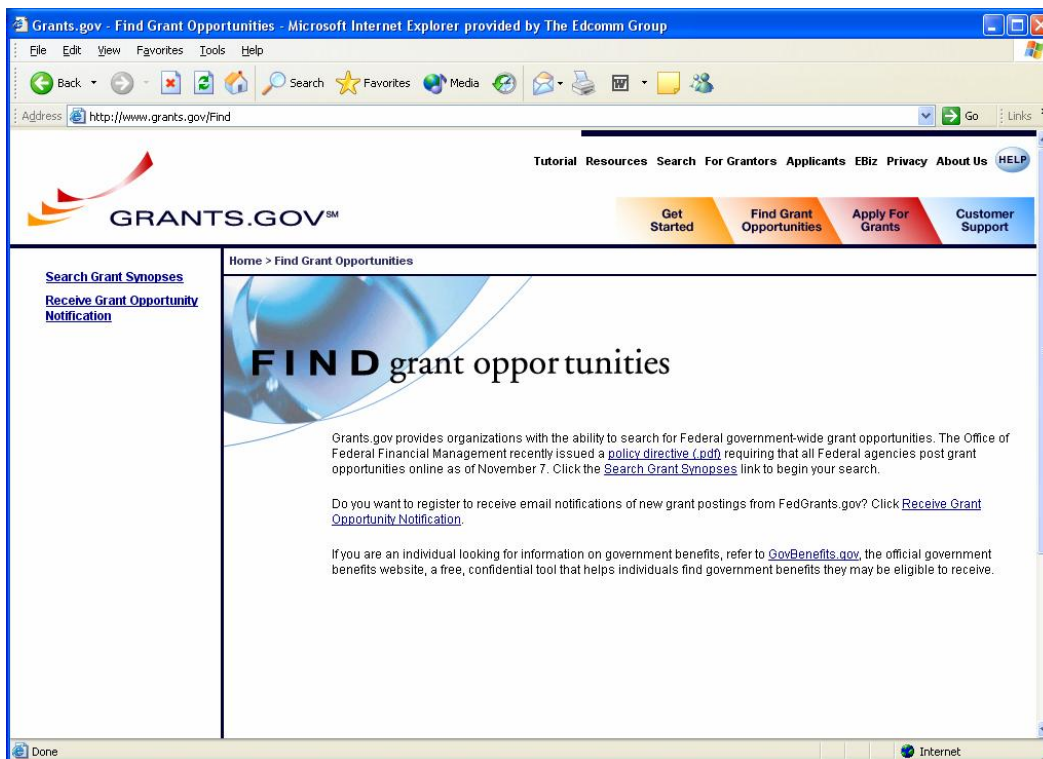 Grants.gov - Find Grant Opportunities - Microsoft Internet Explorer provided by The Edcomm Group
File Edit View Favorites Tools Help
Back Search Favorites Media
Address http://www.grants.gov/Find Go Links
Tutorial Resources Search For Grantors Applicants EBiz Privacy About Us HELP
GRANTS.GOV℠
Get Started
Find Grant Opportunities
Apply For Grants
Customer Support
Home > Find Grant Opportunities
Search Grant Synopses
Receive Grant Opportunity
Notification
FIND grant opportunities
Grants.gov provides organizations with the ability to search for Federal government-wide grant opportunities. The Office of
Federal Financial Management recently issued a policy directive (.pdf) requiring that all Federal agencies post grant
opportunities online as of November 7. Click the Search Grant Synopses link to begin your search.
Do you want to register to receive email notifications of new grant postings from FedGrants.gov? Click Receive Grant
Opportunity Notification.
If you are an individual looking for information on government benefits, refer to GovBenefits.gov, the official government
benefits website, a free, confidential tool that helps individuals find government benefits they may be eligible to receive.
Done Internet